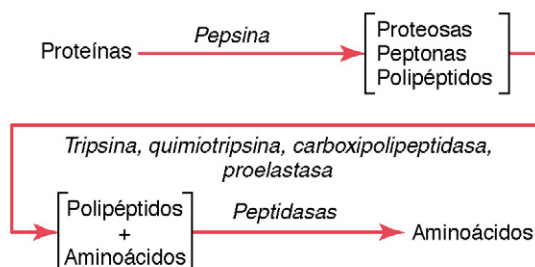 Proteínas
Pepsina
Proteosas
Peptonas
Polipéptidos
Tripsina, quimiotripsina, carboxipolipeptidasa,
proelastasa
Polipéptidos
+
Aminoácidos
Peptidasas
Aminoácidos